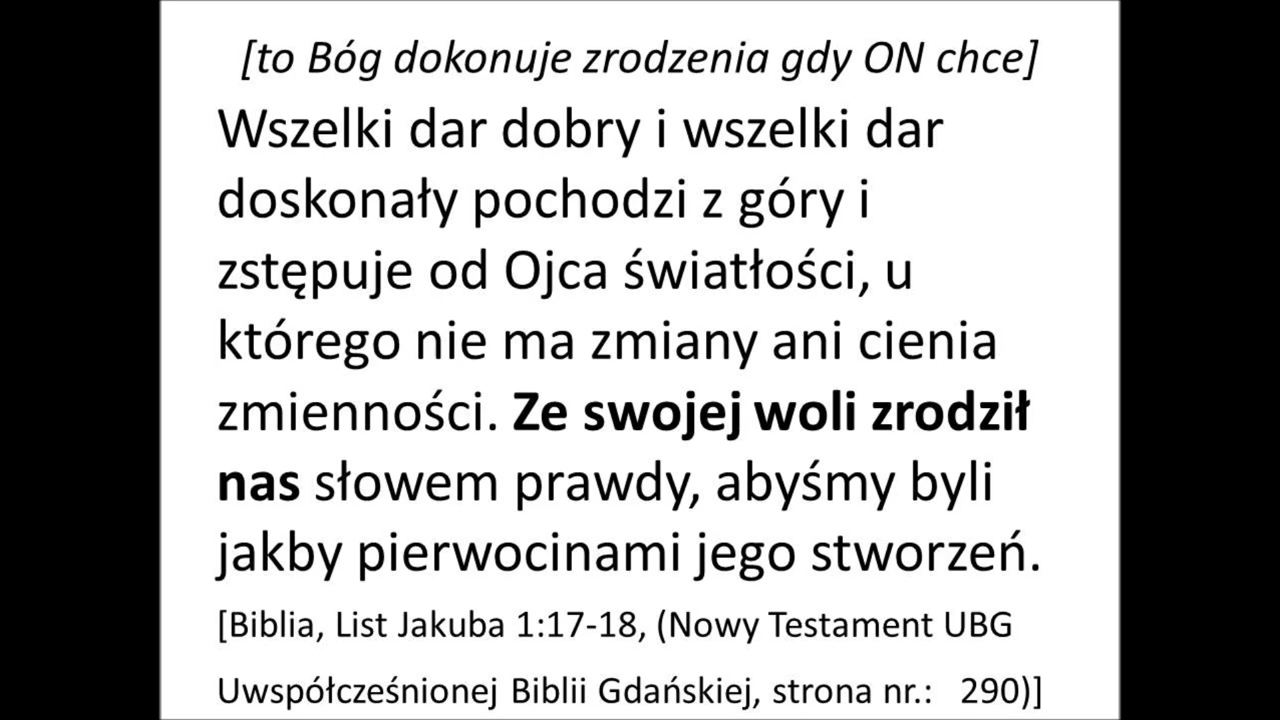 [to Bóg dokonuje zrodzenia gdy ON chce]
Wszelki dar dobry i wszelki dar
doskonały pochodzi z góry i
zstępuje od Ojca światłości, u
którego nie ma zmiany ani cienia
zmienności. Ze swojej woli zrodził
nas słowem prawdy, abyśmy byli
jakby pierwocinami jego stworzeń.
[Biblia, List Jakuba 1:17-18, (Nowy Testament UBG
Uwspółcześnionej Biblii Gdańskiej, strona nr.: 290)]